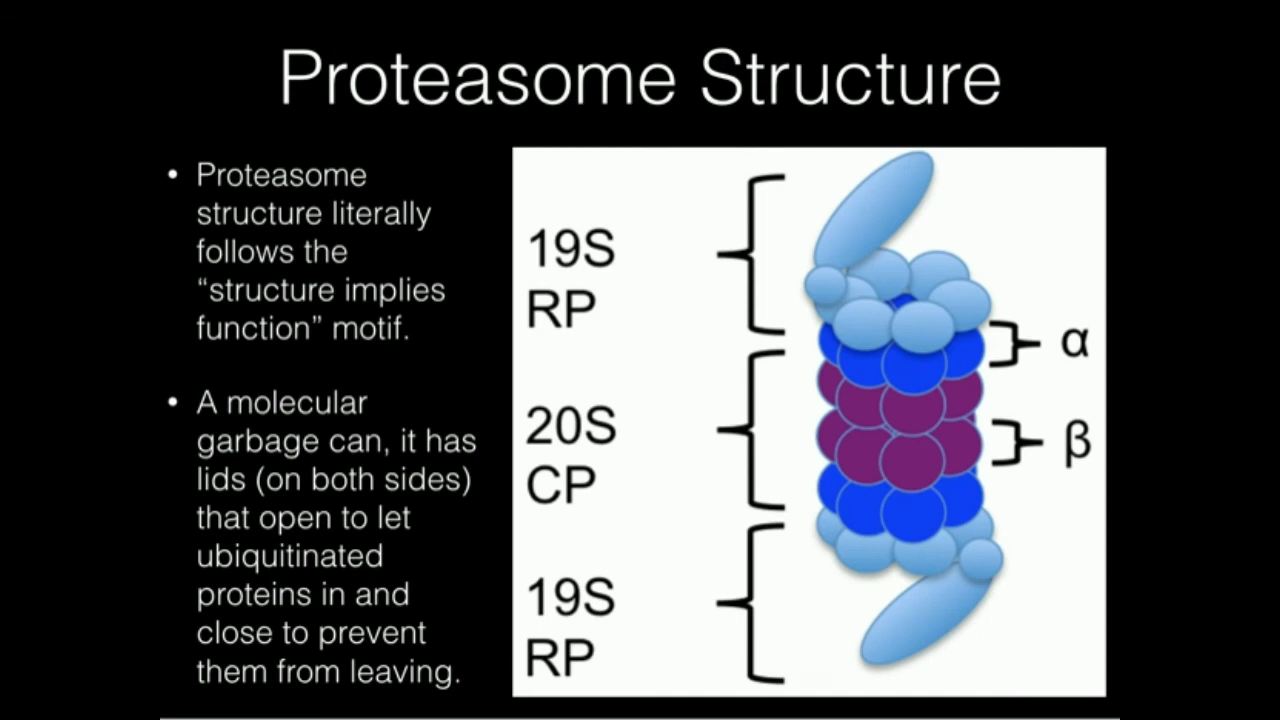 Proteasome Structure
• Proteasome
structure literally
follows the
“structure implies
function” motif.
• A molecular
garbage can, it has
lids (on both sides)
that open to let
ubiquitinated
proteins in and
close to prevent
them from leaving.
19S
RP
20S
CP
19S
RP
α
β